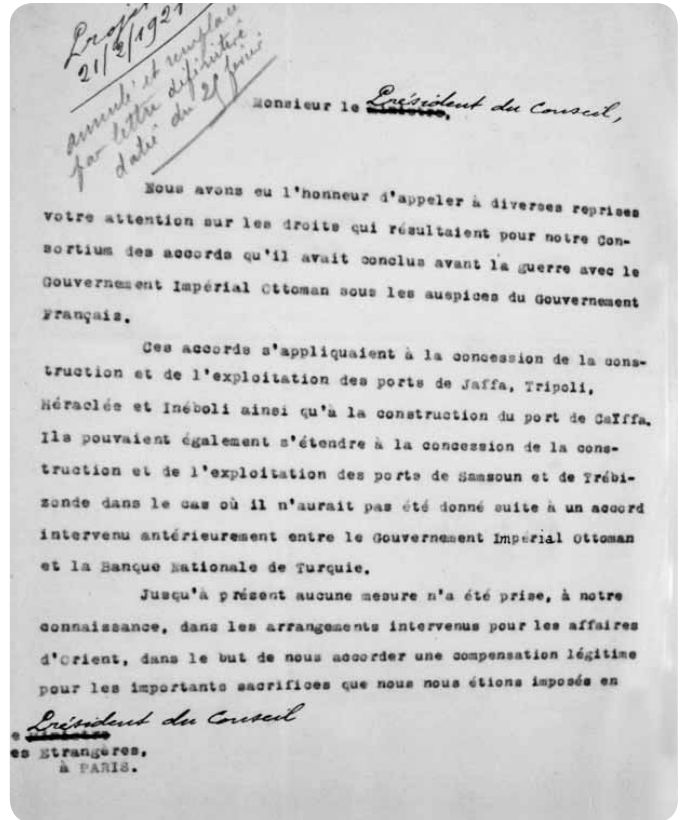 Projet
21/2/1921
annulé et remplacé
par lettre définitive
daté du 25 février
Monsieur le Ministre, Président du Conseil,
Nous avons eu l'honneur d'appeler à diverses reprises
votre attention sur les droits qui résultaient pour notre Con-
sortium des accords qu'il avait conclus avant la guerre avec le
Gouvernement Impérial Ottoman sous les auspices du Gouvernement
Français.
Ces accords s'appliquaient à la concession de la cons-
truction et de l'exploitation des ports de Jaffa, Tripoli,
Héraclée et Inéboli ainsi qu'à la construction du port de Caïffa.
Ils pouvaient également s'étendre à la concession de la cons-
truction et de l'exploitation des ports de Samsoun et de Trébi-
zonde dans le cas où il n'aurait pas été donné suite à un accord
intervenu antérieurement entre le Gouvernement Impérial Ottoman
et la Banque Nationale de Turquie.
Jusqu'à présent aucune mesure n'a été prise, à notre
connaissance, dans les arrangements intervenus pour les affaires
d'Orient, dans le but de nous accorder une compensation légitime
pour les importants sacrifices que nous nous étions imposés en
Président du Conseil
e Ministre
es Etrangères,
à PARIS.